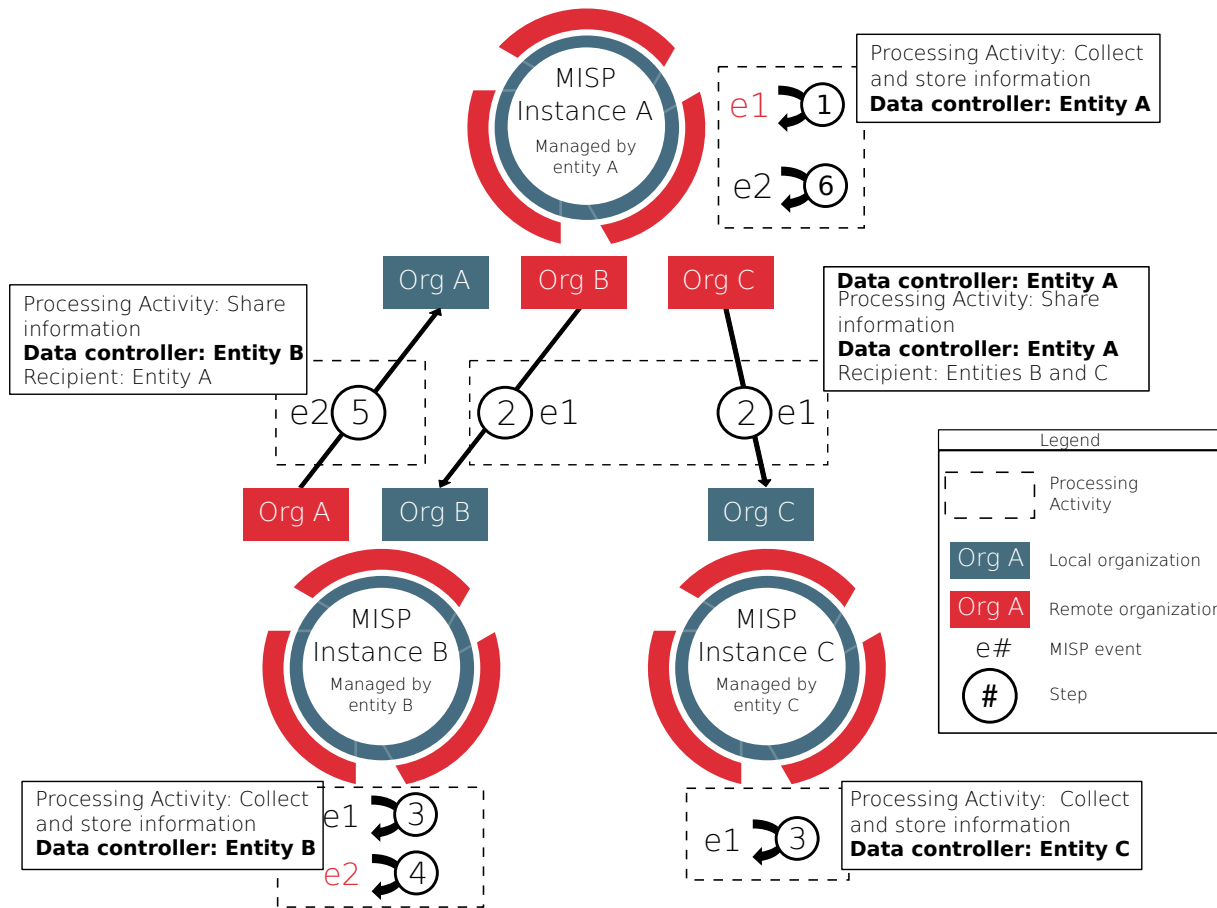 MISP
Instance A
Managed by
entity A
e1
1
e2
6
Processing Activity: Collect
and store information
Data controller: Entity A
Org A
Org B
Org C
Processing Activity: Share
information
Data controller: Entity B
Recipient: Entity A
Data controller: Entity A
Processing Activity: Share
information
Data controller: Entity A
Recipient: Entities B and C
e2
5
2
e1
2
e1
Org A
Org B
Org C
Legend
Processing
Activity
Org A
Local organization
Org A
Remote organization
e#
MISP event
#
Step
MISP
Instance B
Managed by
entity B
MISP
Instance C
Managed by
entity C
Processing Activity: Collect
and store information
Data controller: Entity B
e1
3
e2
4
e1
3
Processing Activity:  Collect
and store information
Data controller: Entity C